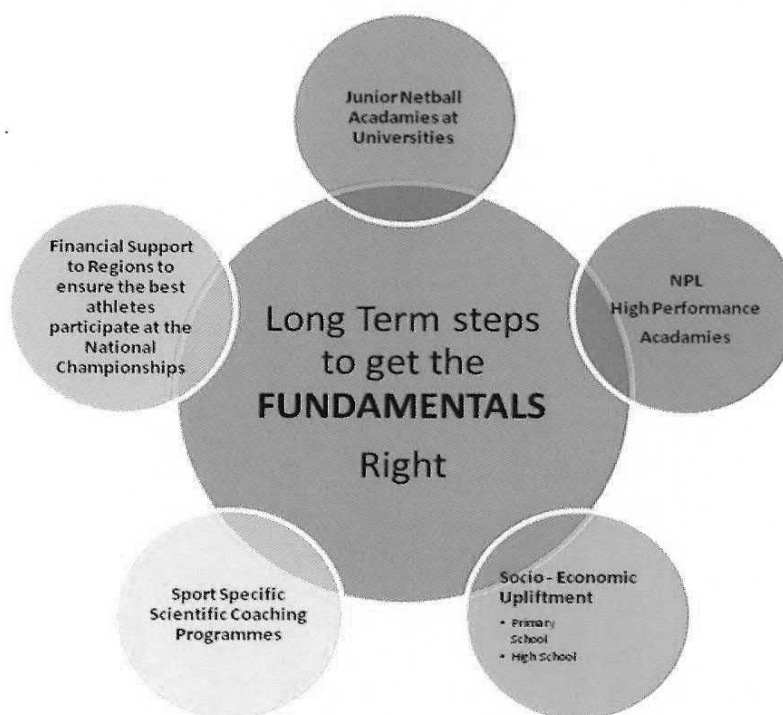 Junior Netball
Acadamies at
Universities
NPL
High Performance
Acadamies
Financial Support
to Regions to
ensure the best
athletes
participate at the
National
Championships
Long Term steps
to get the
FUNDAMENTALS
Right
Sport Specific
Scientific Coaching
Programmes
Socio - Economic
Upliftment
• Primary
School
• High School